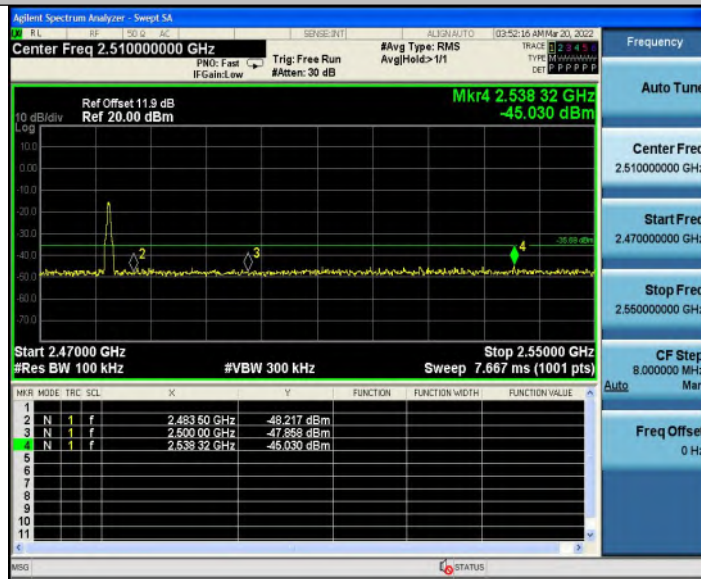 Agilent Spectrum Analyzer - Swept SA
RL RF 50 Ω AC SENSE:INT ALIGNAUTO 03:52:16 AM Mar 20, 2022
Center Freq 2.510000000 GHz
#Avg Type: RMS
TRACE 1 2 3 4 5 6
PNO: Fast Trig: Free Run Avg|Hold:> 1/1
TYPE M W W W W W
IFGain:Low #Atten: 30 dB
DET P P P P P P
Mkr4 2.538 32 GHz
-45.030 dBm
Ref Offset 11.9 dB
10 dB/div Ref 20.00 dBm
Log
10.0
0.00
-10.0
-20.0
-30.0
-40.0
-50.0
-60.0
-70.0
2
3
4
Start 2.47000 GHz Stop 2.55000 GHz
#Res BW 100 kHz #VBW 300 kHz Sweep 7.667 ms (1001 pts)
MKR MODE TRC SCL X Y FUNCTION FUNCTION WIDTH FUNCTION VALUE
1
2 N 1 f 2.483 50 GHz -48.217 dBm
3 N 1 f 2.500 00 GHz -47.858 dBm
4 N 1 f 2.538 32 GHz -45.030 dBm
5
6
7
8
9
10
11
MSG STATUS
Frequency
Auto Tune
Center Freq
2.510000000 GHz
Start Freq
2.470000000 GHz
Stop Freq
2.550000000 GHz
CF Step
8.000000 MHz
Auto Man
Freq Offset
0 Hz